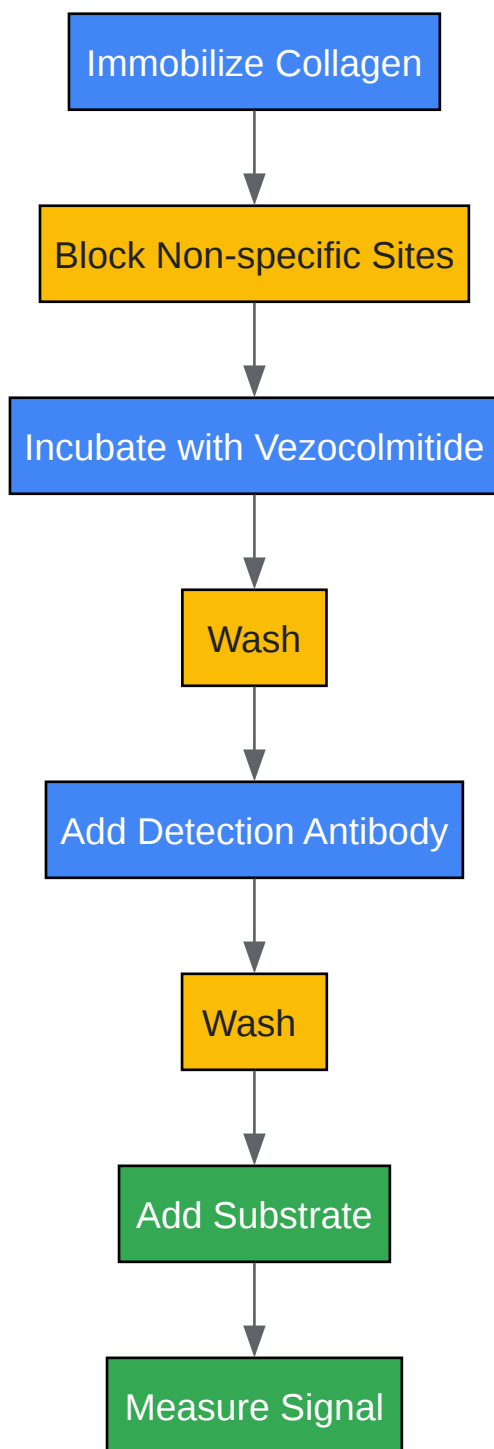 Immobilize Collagen
Block Non-specific Sites
Incubate with Vezocolmitide
Wash
Add Detection Antibody
Wash
Add Substrate
Measure Signal